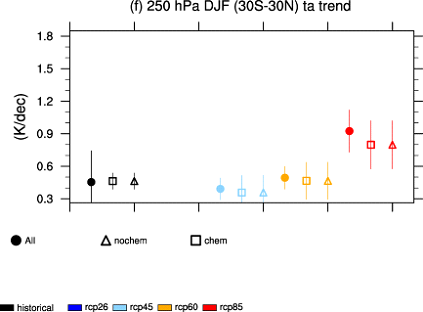 (f) 250 hPa DJF (30S-30N) ta trend
(K/dec)
1.8
1.5
1.2
0.9
0.6
0.3
All nochem chem
historical rcp26 rcp45 rcp60 rcp85